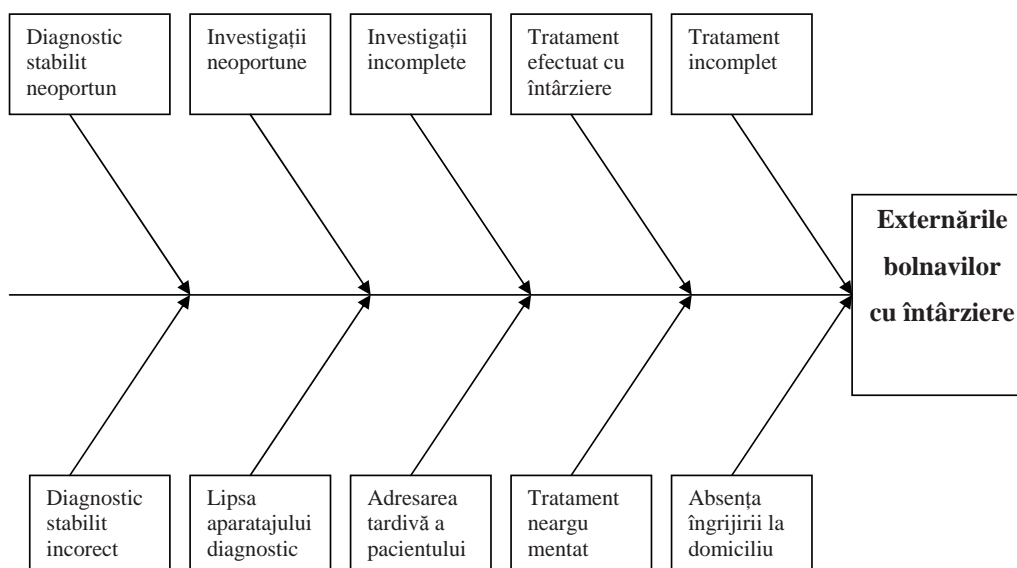 Diagnostic
stabilit
neoportun
Investigații
neoportune
Investigații
incomplete
Tratament
efectuat cu
întârziere
Tratament
incomplet
Externările
bolnavilor
cu întârziere
Diagnostic
stabilit
incorect
Lipsa
aparatajului
diagnostic
Adresarea
tardivă a
pacientului
Tratament
neargu
mentat
Absența
îngrijirii la
domiciliu